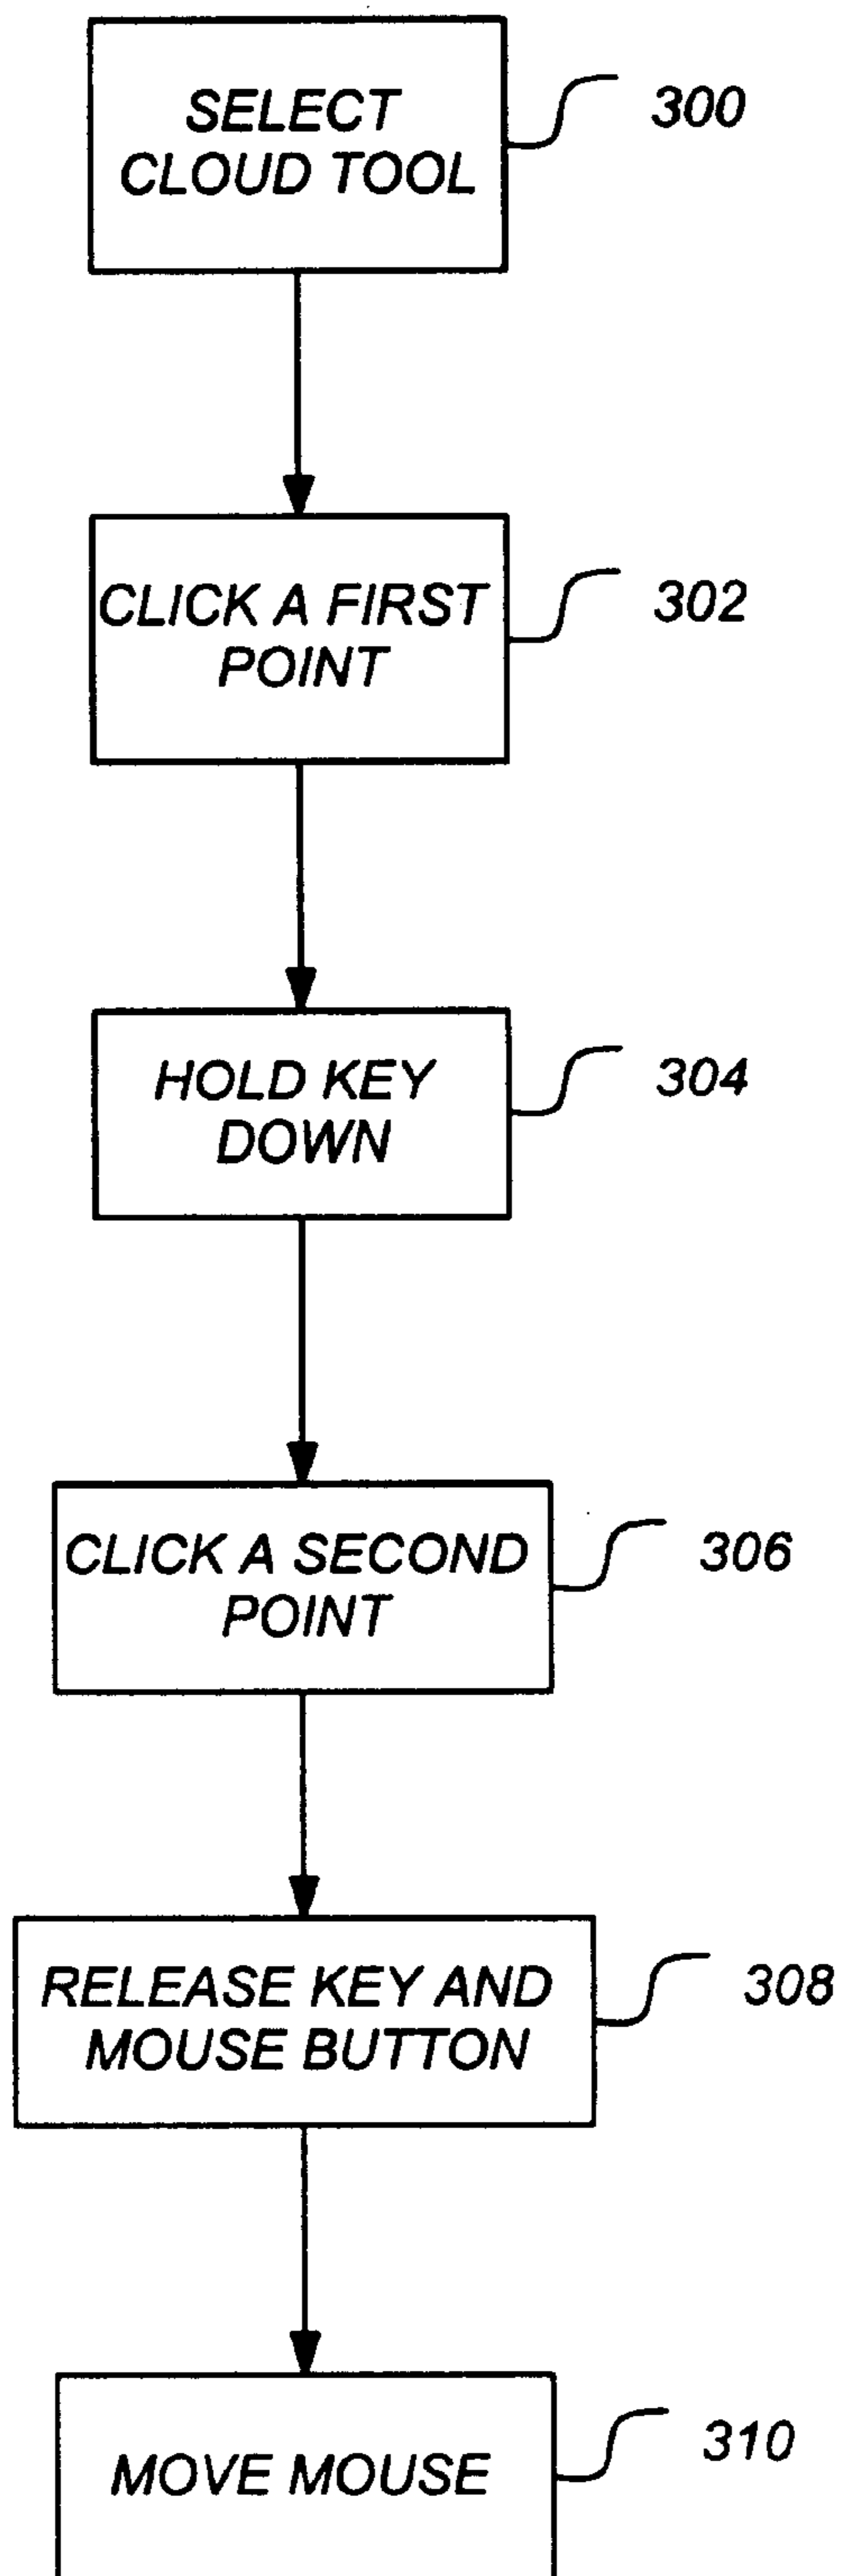 SELECT
CLOUD TOOL
300
CLICK A FIRST
POINT
302
HOLD KEY
DOWN
304
CLICK A SECOND
POINT
306
RELEASE KEY AND
MOUSE BUTTON
308
MOVE MOUSE
310